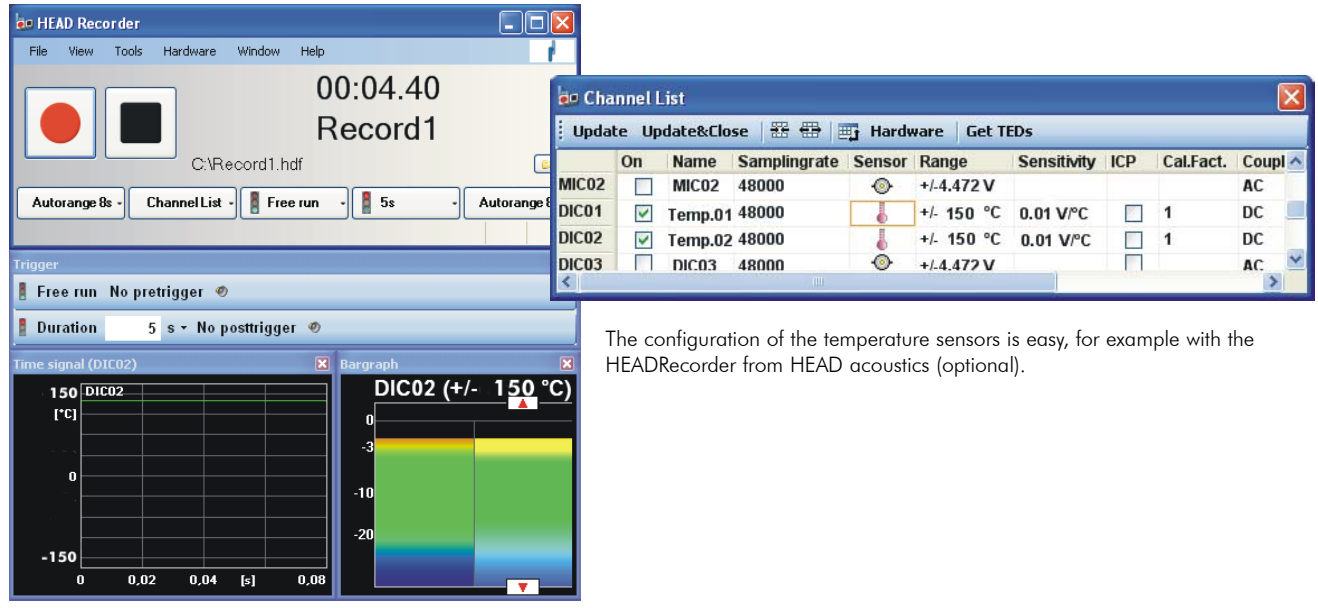 HEAD Recorder
File View Tools Hardware Window Help
00:04.40
Record1
C:\Record1.hdf
Autorange 8s Channel List Free run 5s Autorange 8
Trigger
Free run No pretrigger
Duration 5 s No posttrigger
Time signal (DIC02)
150 DIC02
[°C]
0
-150
0 0,02 0,04 [s] 0,08
Bargraph
DIC02 (+/- 150 °C)
0
-3
-10
-20
Channel List
Update Update&Close Hardware Get TEDs
On Name Samplingrate Sensor Range Sensitivity ICP Cal.Fact. Coupl
MIC02 MIC02 48000 +/-4.472 V AC
DIC01 Temp.01 48000 +/- 150 °C 0.01 V/°C 1 DC
DIC02 Temp.02 48000 +/- 150 °C 0.01 V/°C 1 DC
DIC03 DIC03 48000 +/-4.472 V AC
The configuration of the temperature sensors is easy, for example with the
HEADRecorder from HEAD acoustics (optional).